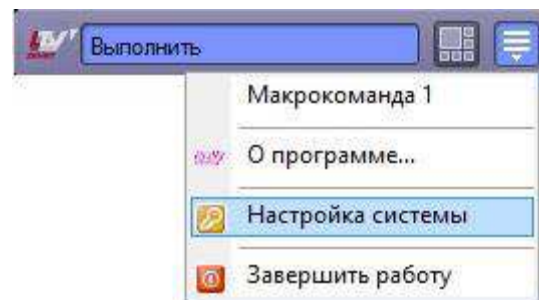 Выполнить
Макрокоманда 1
О программе...
Настройка системы
Завершить работу